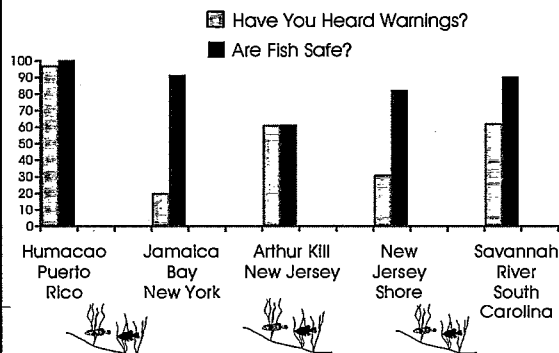 Have You Heard Warnings?
Are Fish Safe?
100
90
80
70
60
50
40
30
20
10
0
Humacao
Puerto
Rico
Jamaica
Bay
New York
Arthur Kill
New Jersey
New
Jersey
Shore
Savannah
River
South
Carolina